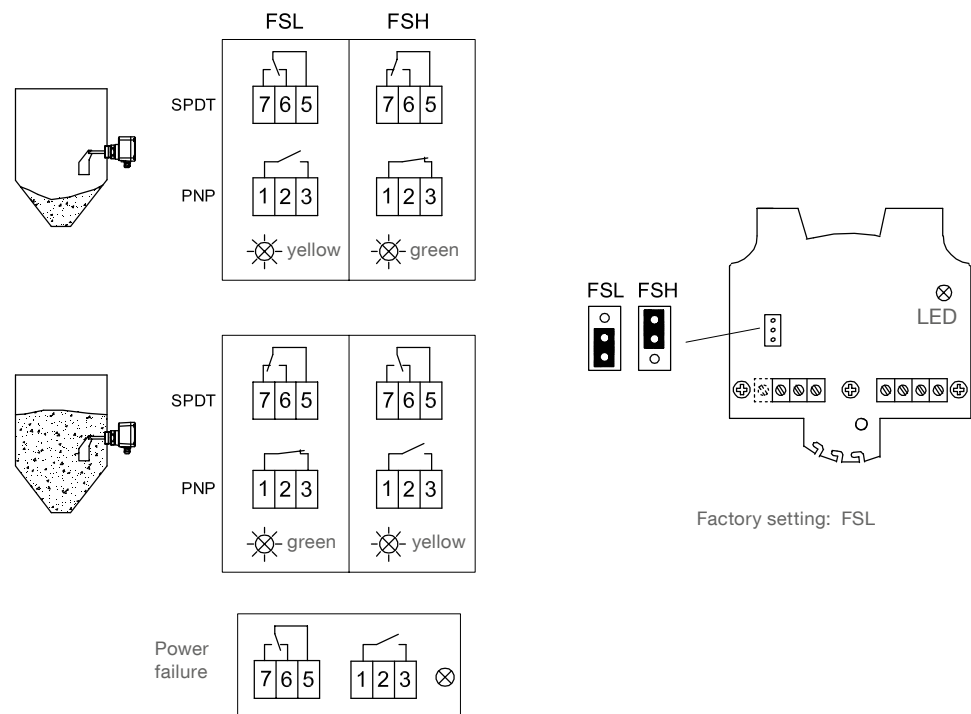 FSL FSH
SPDT 7 6 5 7 6 5
PNP 1 2 3 1 2 3
yellow green
SPDT 7 6 5 7 6 5
PNP 1 2 3 1 2 3
green yellow
Power
failure
7 6 5 1 2 3
FSL FSH
LED
Factory setting: FSL